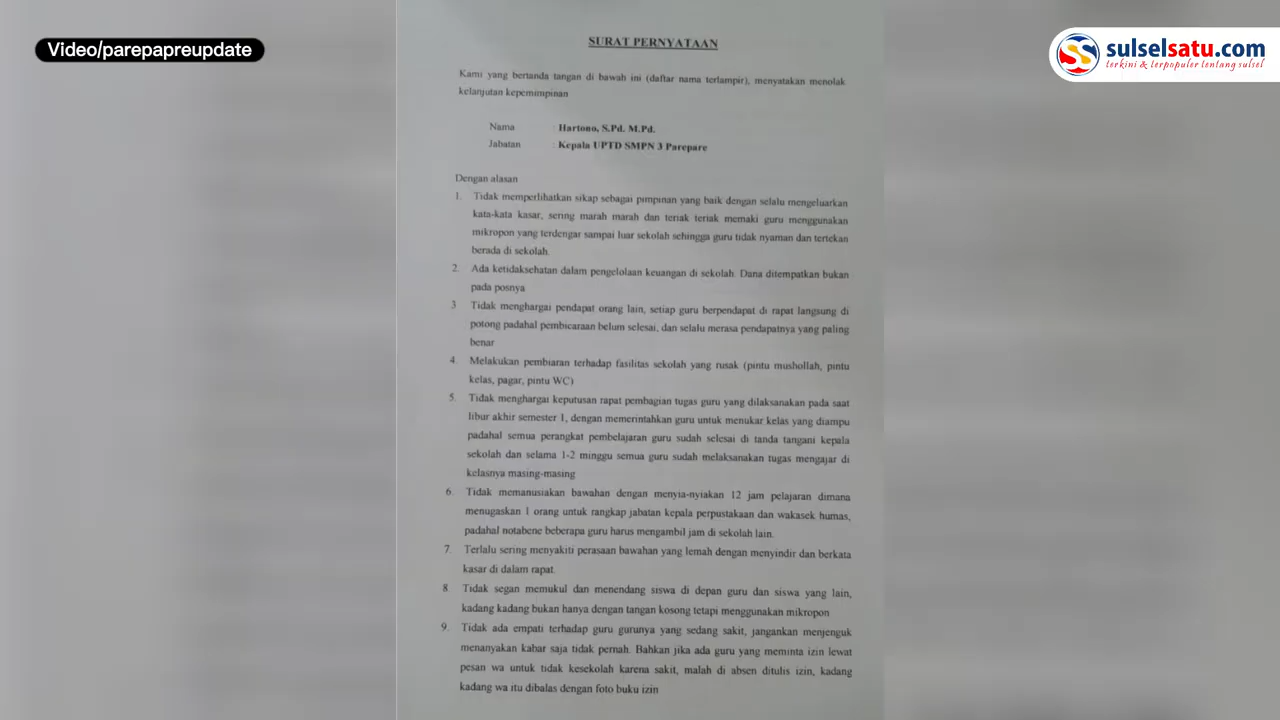 Video/parepapreupdate
sulselsatu.com
terkini & terpopuler tentang sulsel
SURAT PERNYATAAN
Kami yang bertanda tangan di bawah ini (daftar nama terlampir), menyatakan menolak
kelanjutan kepemimpinan
Nama : Hartono, S.Pd. M.Pd.
Jabatan : Kepala UPTD SMPN 3 Parepare
Dengan alasan
1. Tidak memperlihatkan sikap sebagai pimpinan yang baik dengan selalu mengeluarkan
kata-kata kasar, sering marah marah dan teriak teriak memaki guru menggunakan
mikropon yang terdengar sampai luar sekolah sehingga guru tidak nyaman dan tertekan
berada di sekolah.
2. Ada ketidaksehatan dalam pengelolaan keuangan di sekolah. Dana ditempatkan bukan
pada posnya
3 Tidak menghargai pendapat orang lain, setiap guru berpendapat di rapat langsung di
potong padahal pembicaraan belum selesai, dan selalu merasa pendapatnya yang paling
benar
4. Melakukan pembiaran terhadap fasilitas sekolah yang rusak (pintu mushollah, pintu
kelas, pagar, pintu WC)
5. Tidak menghargai keputusan rapat pembagian tugas guru yang dilaksanakan pada saat
libur akhir semester 1, dengan memerintahkan guru untuk menukar kelas yang diampu
padahal semua perangkat pembelajaran guru sudah selesai di tanda tangani kepala
sekolah dan selama 1-2 minggu semua guru sudah melaksanakan tugas mengajar di
kelasnya masing-masing
6. Tidak memanusiakan bawahan dengan menyia-nyiakan 12 jam pelajaran dimana
menugaskan 1 orang untuk rangkap jabatan kepala perpustakaan dan wakasek humas,
padahal notabene beberapa guru harus mengambil jam di sekolah lain.
7. Terlalu sering menyakiti perasaan bawahan yang lemah dengan menyindir dan berkata
kasar di dalam rapat.
8. Tidak segan memukul dan menendang siswa di depan guru dan siswa yang lain,
kadang kadang bukan hanya dengan tangan kosong tetapi menggunakan mikropon
9. Tidak ada empati terhadap guru gurunya yang sedang sakit, jangankan menjenguk
menanyakan kabar saja tidak pernah. Bahkan jika ada guru yang meminta izin lewat
pesan wa untuk tidak kesekolah karena sakit, malah di absen ditulis izin, kadang
kadang wa itu dibalas dengan foto buku izin